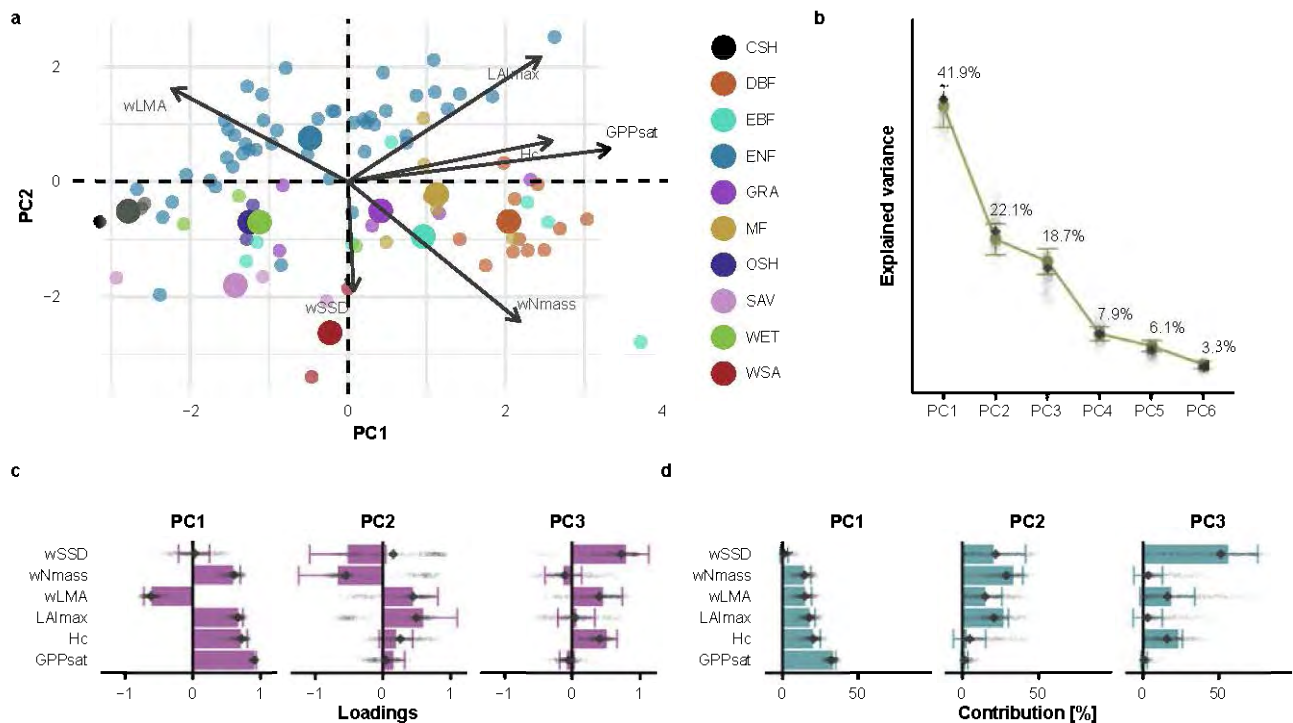 a
b
CSH
DBF
EBF
ENF
GRA
MF
OSH
SAV
WET
WSA
LAImax
wLMA
GPPsat
Hc
wSSD
wNmass
2
0
−2
PC2
−2
0
2
4
PC1
41.9%
22.1%
18.7%
7.9%
6.1%
3.3%
Explained variance
PC1 PC2 PC3 PC4 PC5 PC6
c
d
PC1 PC2 PC3
PC1 PC2 PC3
wSSD
wNmass
wLMA
LAImax
Hc
GPPsat
wSSD
wNmass
wLMA
LAImax
Hc
GPPsat
−1 0 1 −1 0 1 −1 0 1
Loadings
0 50 0 50 0 50
Contribution [%]